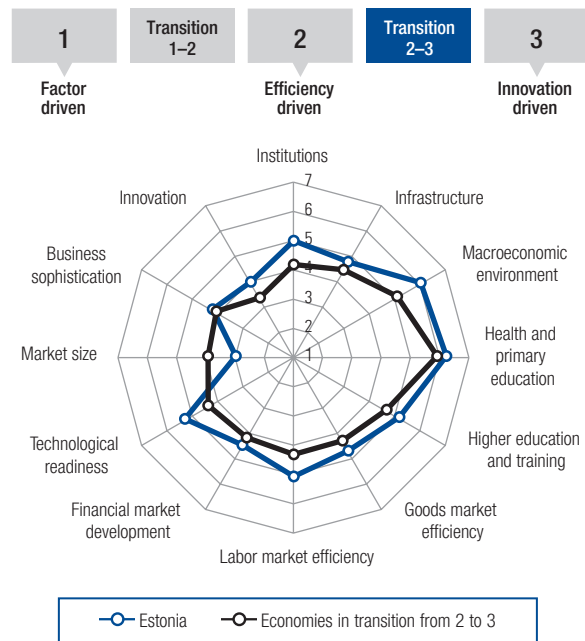 1
Transition
1–2
2
Transition
2–3
3
Factor
driven
Efficiency
driven
Innovation
driven
Institutions
7
Innovation
Infrastructure
6
5
Business
sophistication
Macroeconomic
environment
4
3
2
Market size
1
Health and
primary
education
Technological
readiness
Higher education
and training
Financial market
development
Goods market
efficiency
Labor market efficiency
Estonia
Economies in transition from 2 to 3